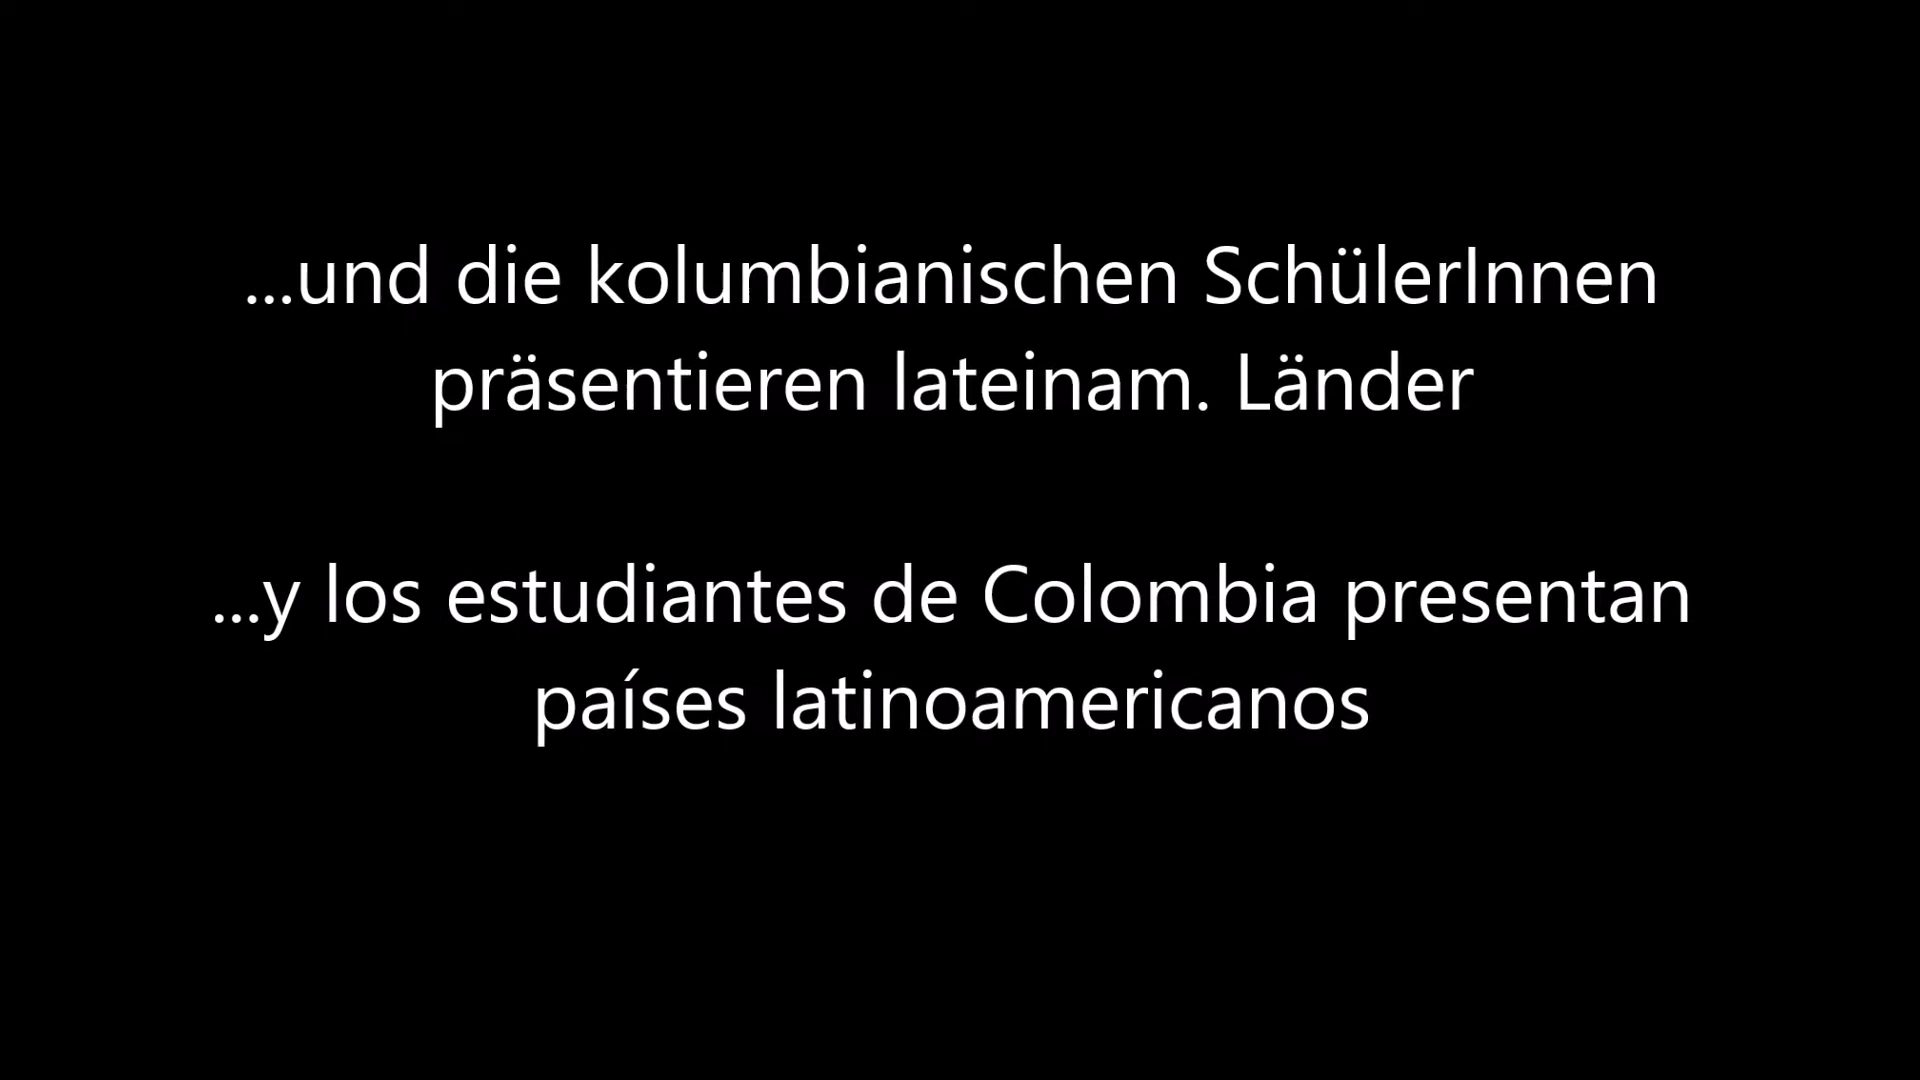 ...und die kolumbianischen SchülerInnen
präsentieren lateinam. Länder
...y los estudiantes de Colombia presentan
países latinoamericanos